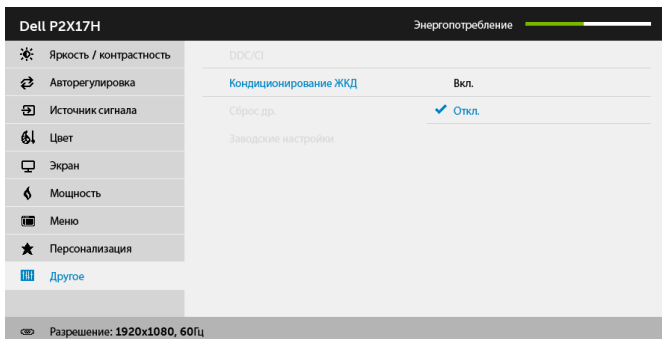 Dell P2X17H Энергопотребление
Яркость / контрастность DDC/CI
Авторегулировка Кондиционирование ЖКД Вкл.
Источник сигнала Сброс др. Откл.
Цвет Заводские настройки
Экран
Мощность
Меню
Персонализация
Другое
Разрешение: 1920x1080, 60Гц